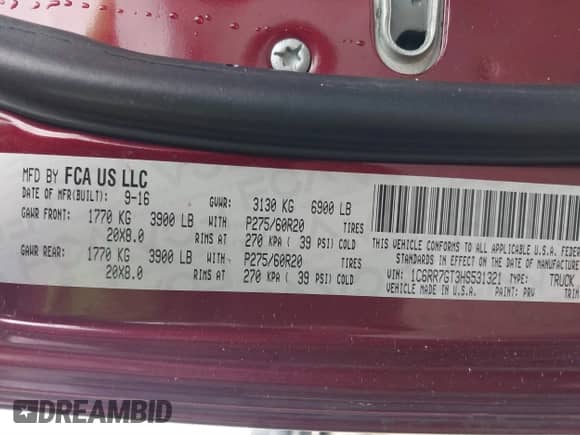 MFD BY FCA US LLC
DATE OF MFR(BUILT): 9-16 GVWR: 3130 KG 6900 LB
GAWR FRONT: 1770 KG 3900 LB WITH P275/60R20 TIRES
20X8.0 RIMS AT 270 KPA ( 39 PSI) COLD
GAWR REAR: 1770 KG 3900 LB WITH P275/60R20 TIRES
20X8.0 RIMS AT 270 KPA ( 39 PSI) COLD
THIS VEHICLE CONFORMS TO ALL APPLICABLE U.S.A. FEDER
STANDARDS IN EFFECT ON THE DATE OF
VIN: 1C6RR7GT3HS531321 TYPE: TRUCK
VEHICLE MADE IN U.S.A. PAINT: PRV TRIM
DREAMBID